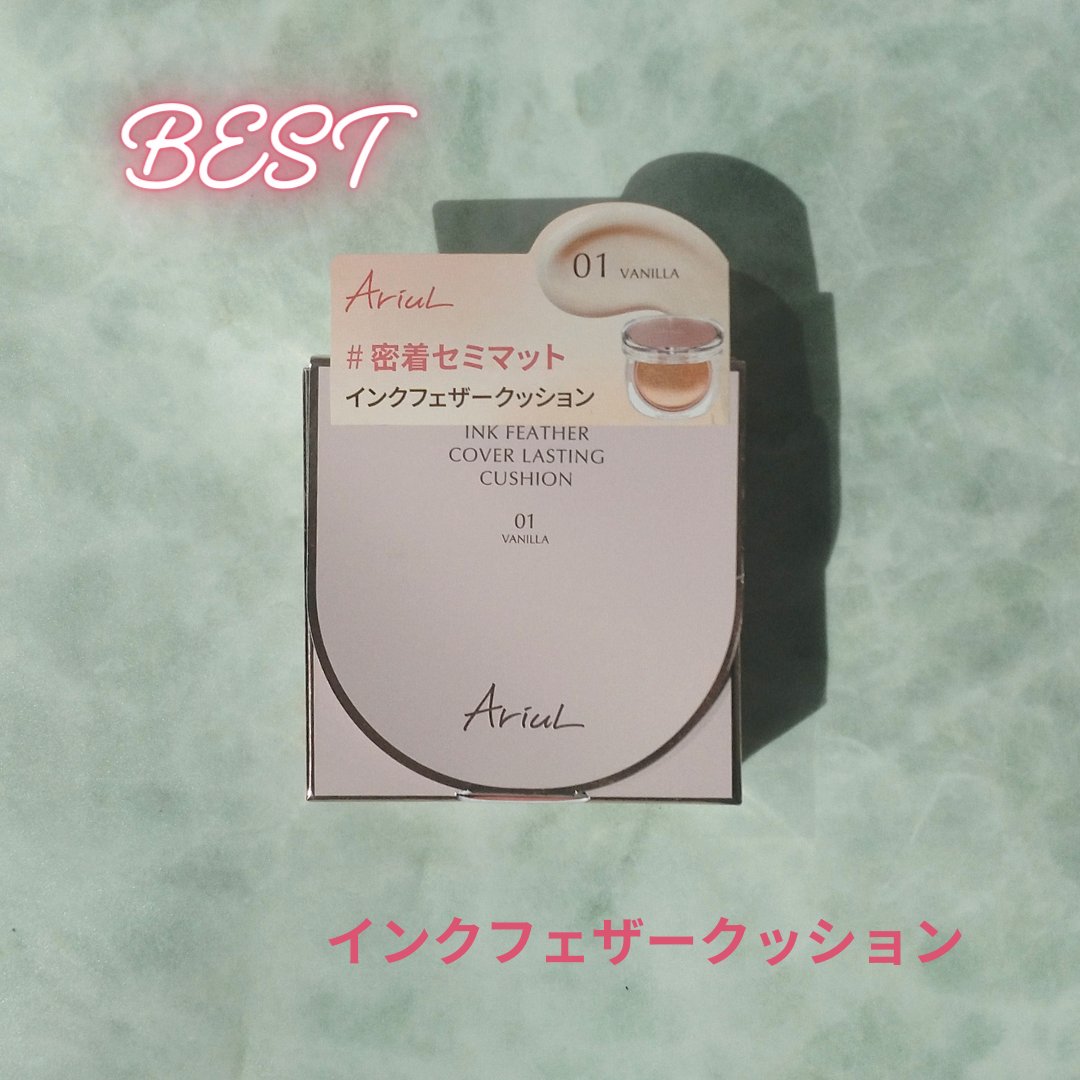 BEST
01 VANILLA
Ariul
#密着セミマット
インクフェザークッション
INK FEATHER
COVER LASTING
CUSHION
01
VANILLA
Ariul
インクフェザークッション